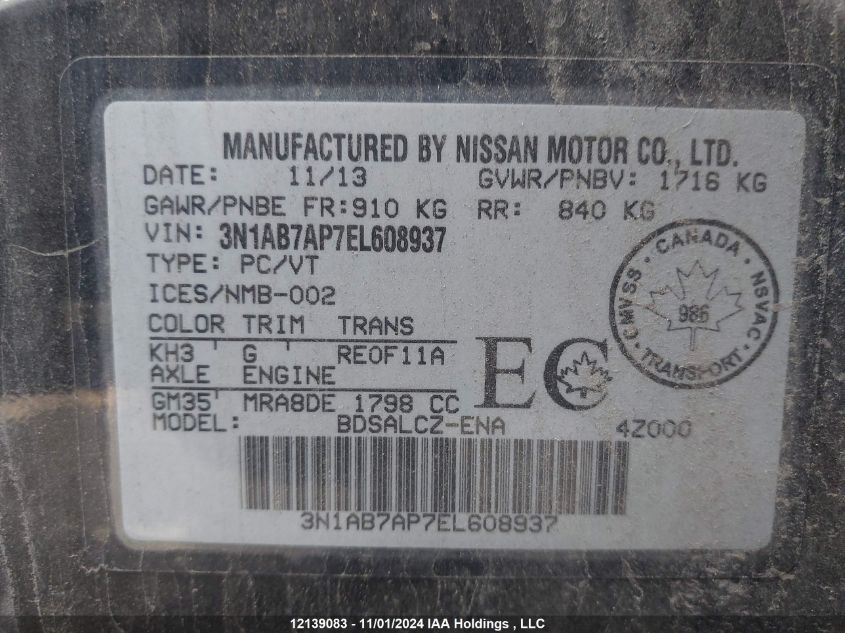 MANUFACTURED BY NISSAN MOTOR CO., LTD.
DATE: 11/13 GVWR/PNBV: 1716 KG
GAWR/PNBE FR:910 KG RR: 840 KG
VIN: 3N1AB7AP7EL608937
TYPE: PC/VT
ICES/NMB-002
COLOR TRIM TRANS
KH3 ' G ' RE0F11A
AXLE ENGINE
GM35' MRA8DE 1798 CC
MODEL: BDSALCZ-ENA 4Z000
EC
CANADA
CMVSS
NSVAC
986
TRANSPORT
3N1AB7AP7EL608937
12139083 - 11/01/2024 IAA Holdings , LLC